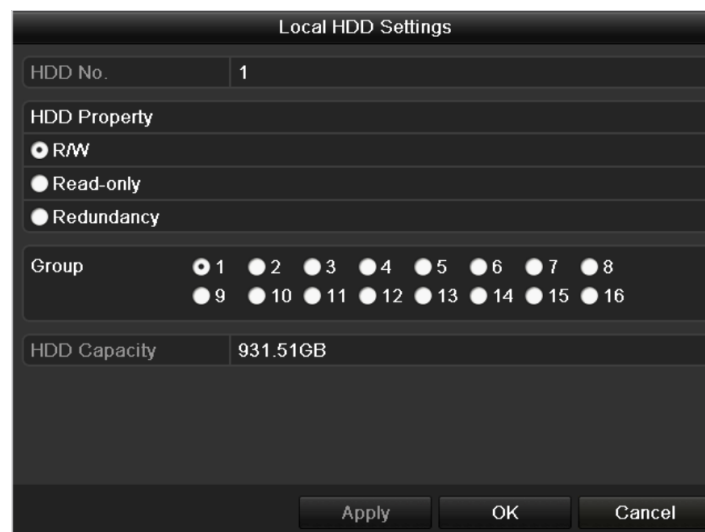 Local HDD Settings
HDD No. 1
HDD Property
R/W
Read-only
Redundancy
Group 1 2 3 4 5 6 7 8
9 10 11 12 13 14 15 16
HDD Capacity 931.51GB
Apply OK Cancel